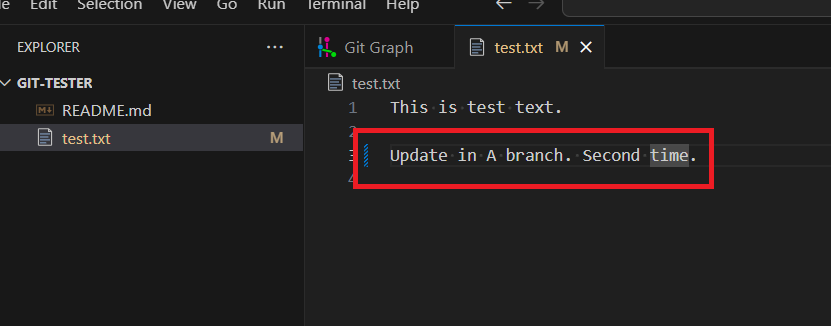 Edit Selection View Go Run Terminal Help
EXPLORER
Git Graph
test.txt M
GIT-TESTER
README.md
test.txt M
test.txt
1 This is test text.
2
3 Update in A branch. Second time.
4